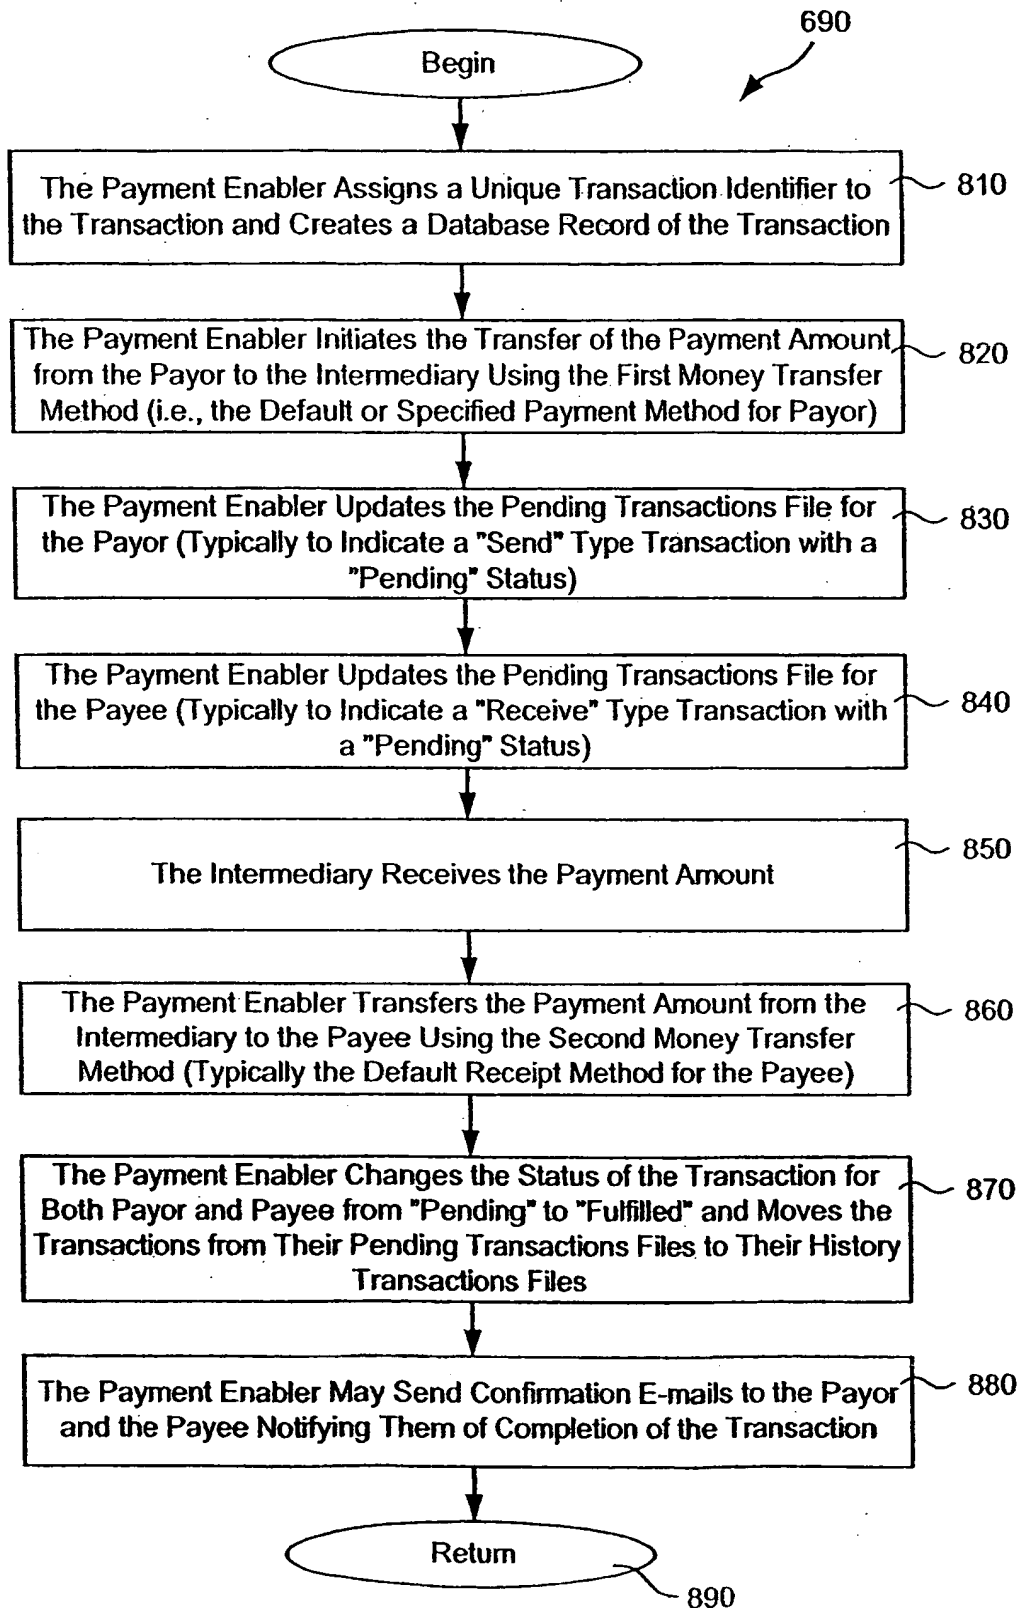 690
Begin
The Payment Enabler Assigns a Unique Transaction Identifier to
the Transaction and Creates a Database Record of the Transaction
810
The Payment Enabler Initiates the Transfer of the Payment Amount
from the Payor to the Intermediary Using the First Money Transfer
Method (i.e., the Default or Specified Payment Method for Payor)
820
The Payment Enabler Updates the Pending Transactions File for
the Payor (Typically to Indicate a "Send" Type Transaction with a
"Pending" Status)
830
The Payment Enabler Updates the Pending Transactions File for
the Payee (Typically to Indicate a "Receive" Type Transaction with
a "Pending" Status)
840
The Intermediary Receives the Payment Amount
850
The Payment Enabler Transfers the Payment Amount from the
Intermediary to the Payee Using the Second Money Transfer
Method (Typically the Default Receipt Method for the Payee)
860
The Payment Enabler Changes the Status of the Transaction for
Both Payor and Payee from "Pending" to "Fulfilled" and Moves the
Transactions from Their Pending Transactions Files to Their History
Transactions Files
870
The Payment Enabler May Send Confirmation E-mails to the Payor
and the Payee Notifying Them of Completion of the Transaction
880
Return
890